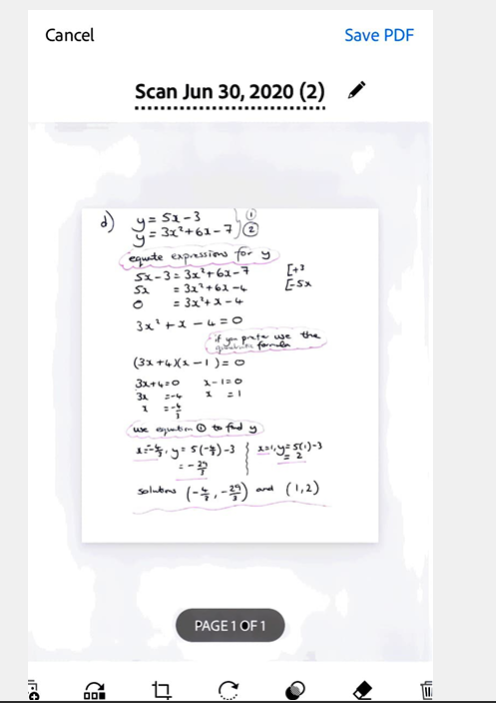 Cancel
Save PDF
Scan Jun 30, 2020 (2)
d) y = 5x - 3 } ①
y = 3x² + 6x - 7 } ②
equate expressions for y
5x - 3 = 3x² + 6x - 7 [+3
5x = 3x² + 6x - 4 [-5x
0 = 3x² + x - 4
3x² + x - 4 = 0
if you prefer use the
quadratic formula
(3x + 4)(x - 1) = 0
3x + 4 = 0 x - 1 = 0
3x = -4 x = 1
x = -4/3
use equation ① to find y
x = -4/3, y = 5(-4/3) - 3 x = 1, y = 5(1) - 3
= -29/3 = 2
solutions (-4/3, -29/3) and (1, 2)
PAGE 1 OF 1